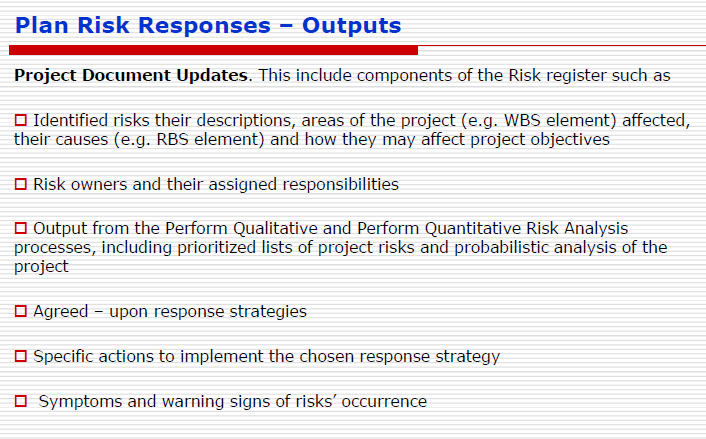 Plan Risk Responses – Outputs
Project Document Updates. This include components of the Risk register such as
Identified risks their descriptions, areas of the project (e.g. WBS element) affected,
their causes (e.g. RBS element) and how they may affect project objectives
Risk owners and their assigned responsibilities
Output from the Perform Qualitative and Perform Quantitative Risk Analysis
processes, including prioritized lists of project risks and probabilistic analysis of the
project
Agreed – upon response strategies
Specific actions to implement the chosen response strategy
Symptoms and warning signs of risks’ occurrence